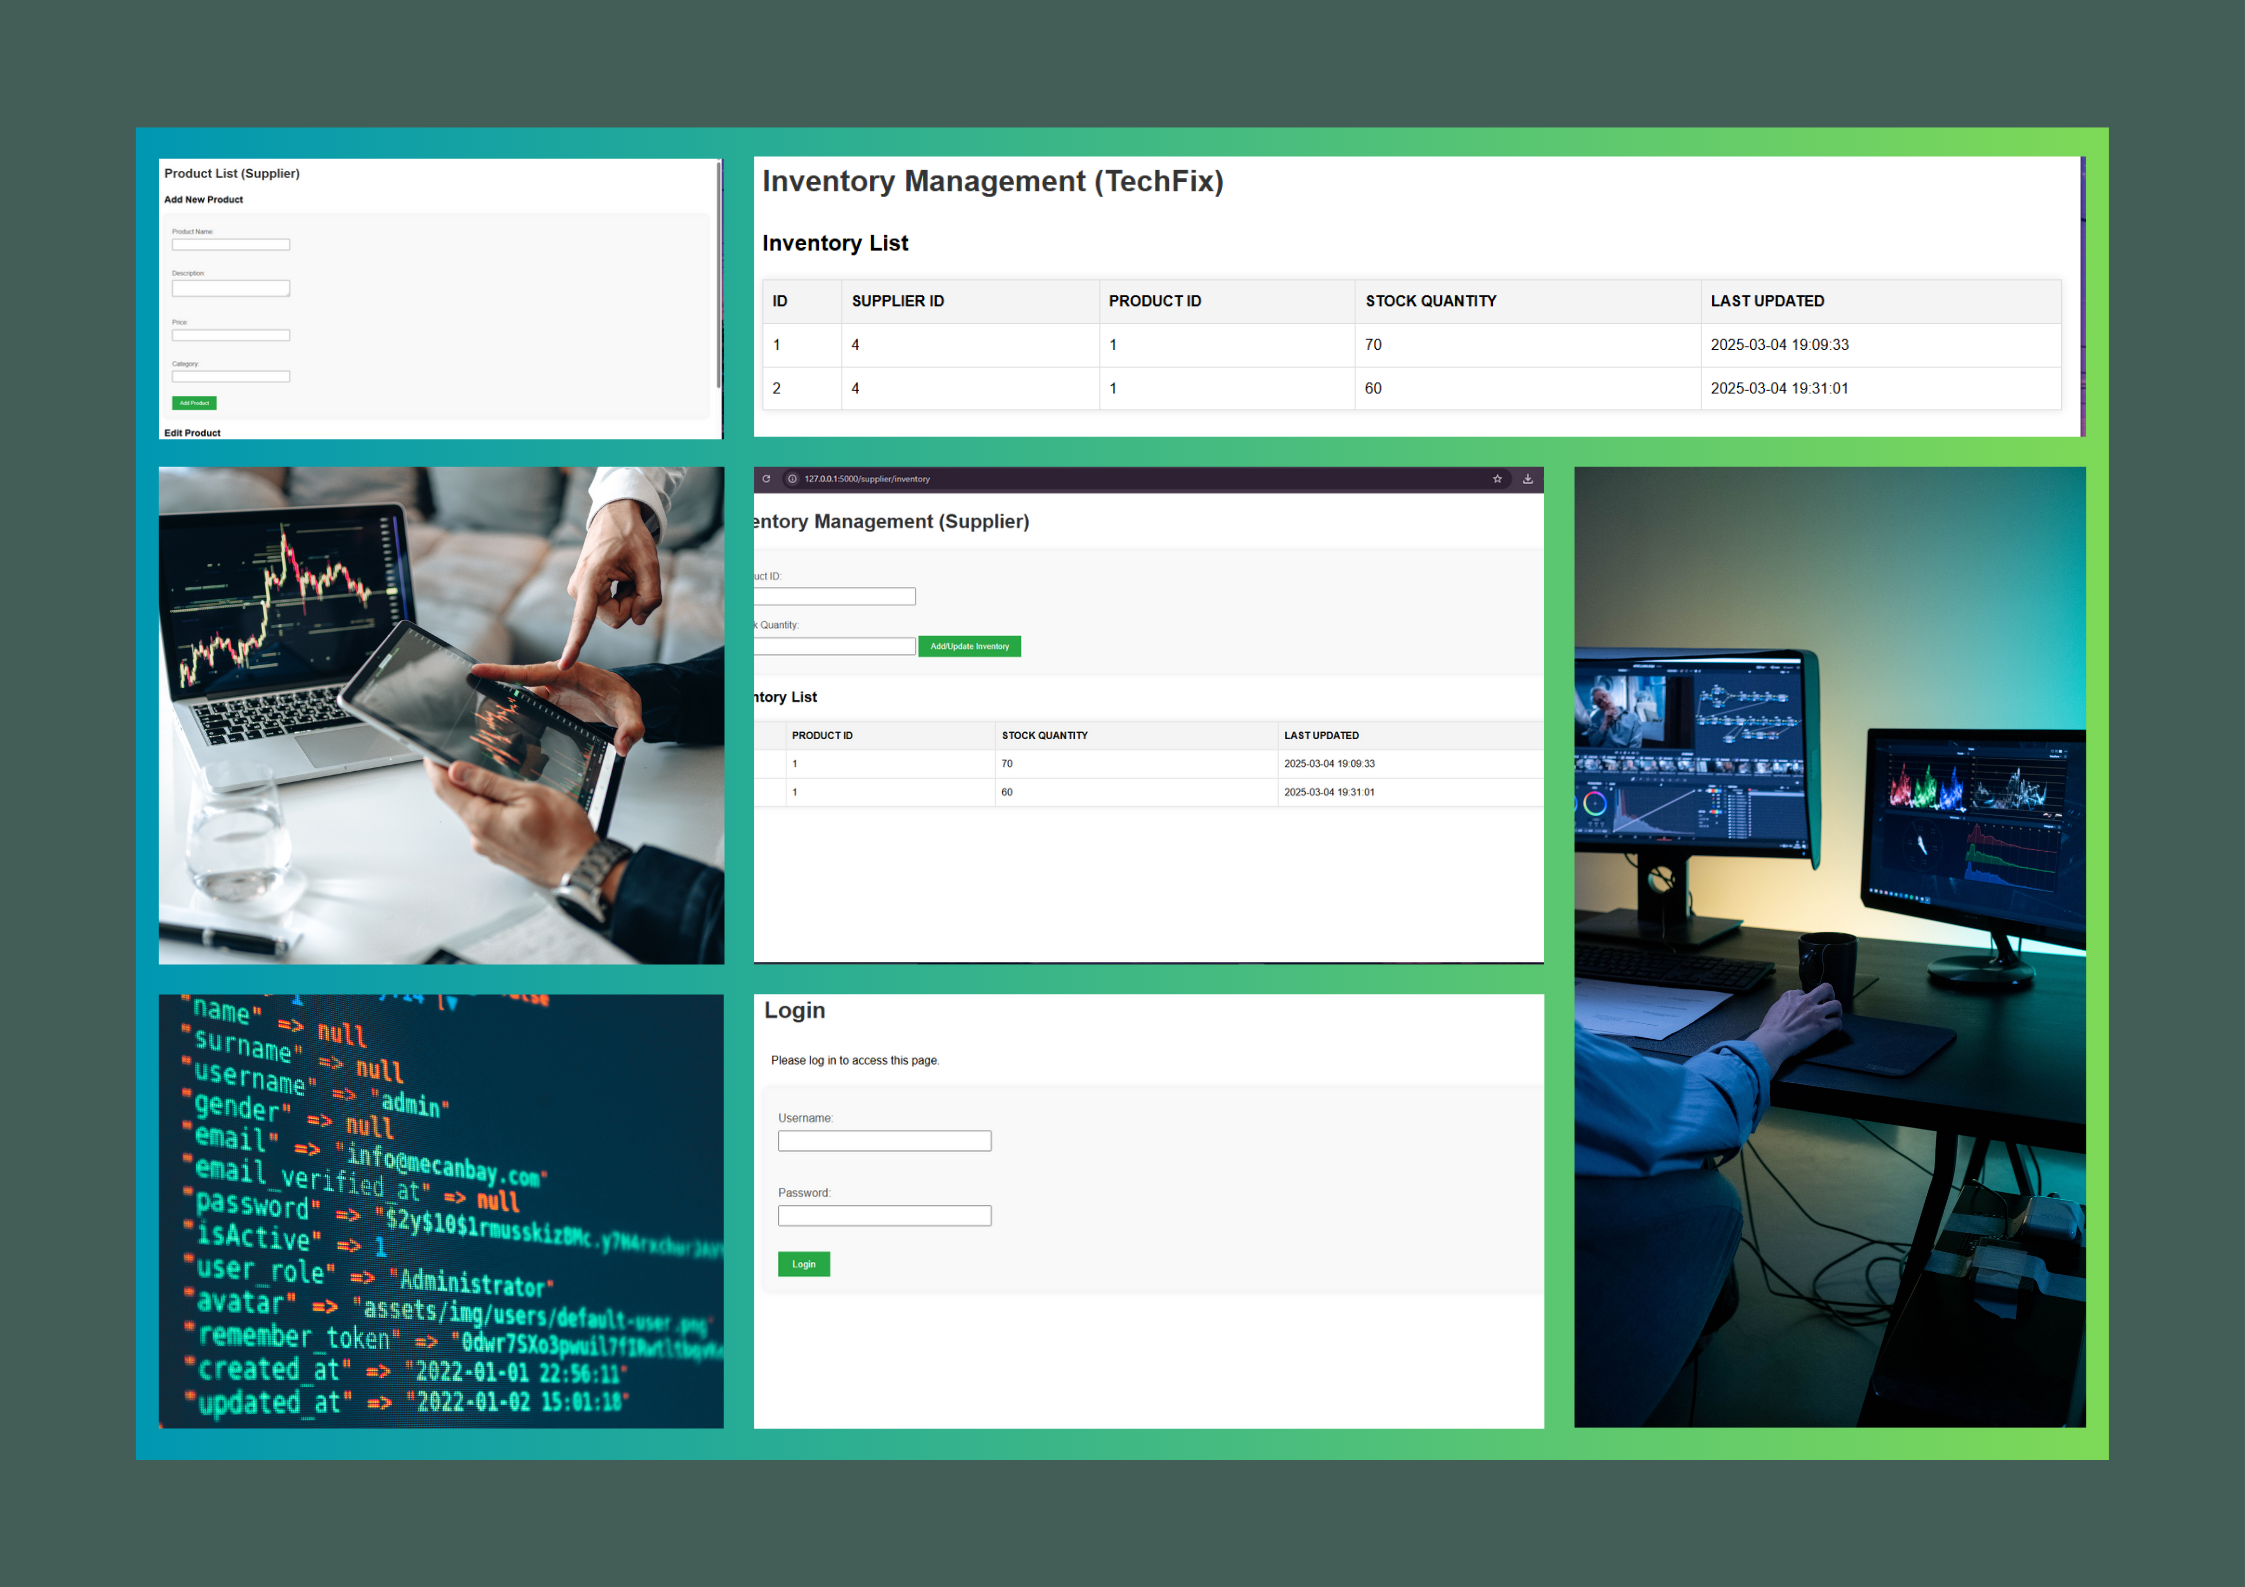 Product List (Supplier)
Add New Product
Product Name:
Description:
Price:
Category:
Add Product
Edit Product
Inventory Management (TechFix)
Inventory List
ID SUPPLIER ID PRODUCT ID STOCK QUANTITY LAST UPDATED
1 4 1 70 2025-03-04 19:09:33
2 4 1 60 2025-03-04 19:31:01
127.0.0.1:5000/supplier/inventory
entory Management (Supplier)
uct ID:
k Quantity:
Add/Update Inventory
ntory List
PRODUCT ID STOCK QUANTITY LAST UPDATED
1 70 2025-03-04 19:09:33
1 60 2025-03-04 19:31:01
"name" => null
"surname" => null
"username" => "admin"
"gender" => null
"email" => "info@mecanbay.com"
"email_verified_at" => null
"password" =>
"isActive" => 1
"user_role" => "Administrator"
"avatar" => "assets/img/users/default-user.png"
"remember_token" =>
"created_at" => "2022-01-01 22:56:11"
"updated_at" => "2022-01-02 15:01:18"
Login
Please log in to access this page.
Username:
Password:
Login